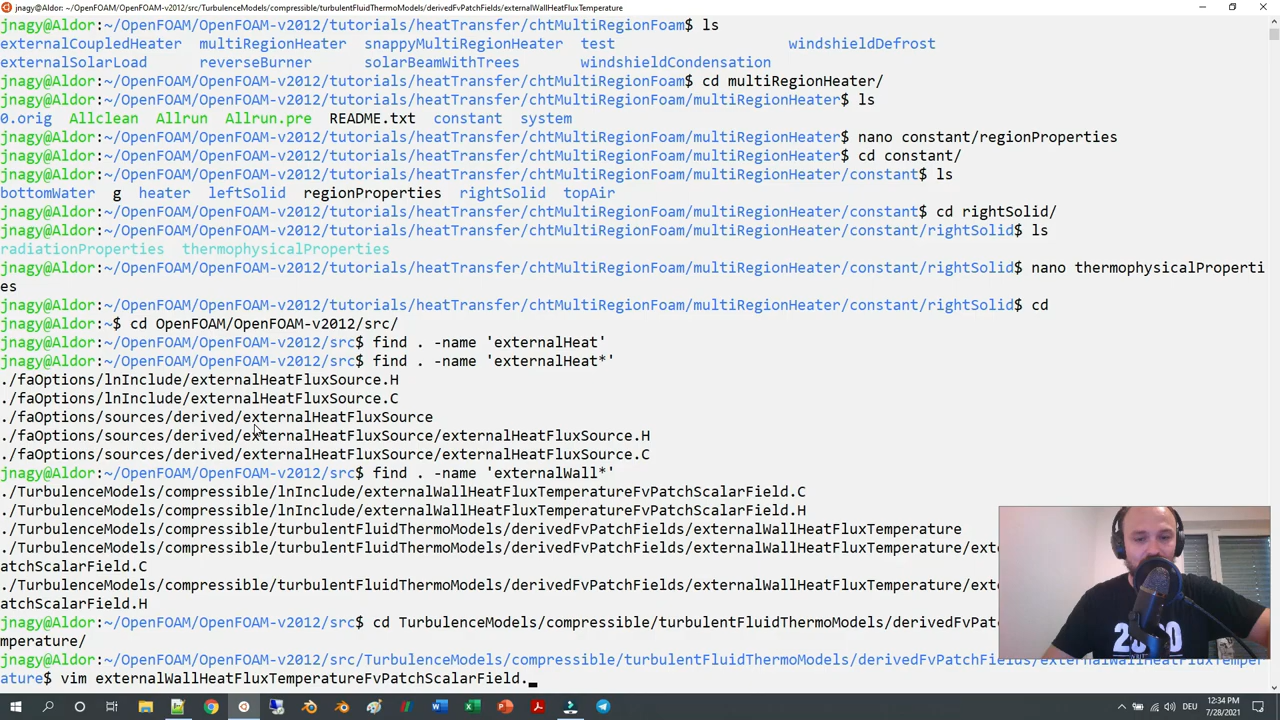 jnagy@Aldor: ~/OpenFOAM/OpenFOAM-v2012/src/TurbulenceModels/compressible/turbulentFluidThermoModels/derivedFvPatchFields/externalWallHeatFluxTemperature
jnagy@Aldor:~/OpenFOAM/OpenFOAM-v2012/tutorials/heatTransfer/chtMultiRegionFoam$ ls
externalCoupledHeater  multiRegionHeater  snappyMultiRegionHeater  test  windshieldDefrost
externalSolarLoad  reverseBurner  solarBeamWithTrees  windshieldCondensation
jnagy@Aldor:~/OpenFOAM/OpenFOAM-v2012/tutorials/heatTransfer/chtMultiRegionFoam$ cd multiRegionHeater/
jnagy@Aldor:~/OpenFOAM/OpenFOAM-v2012/tutorials/heatTransfer/chtMultiRegionFoam/multiRegionHeater$ ls
0.orig  Allclean  Allrun  Allrun.pre  README.txt  constant  system
jnagy@Aldor:~/OpenFOAM/OpenFOAM-v2012/tutorials/heatTransfer/chtMultiRegionFoam/multiRegionHeater$ nano constant/regionProperties
jnagy@Aldor:~/OpenFOAM/OpenFOAM-v2012/tutorials/heatTransfer/chtMultiRegionFoam/multiRegionHeater$ cd constant/
jnagy@Aldor:~/OpenFOAM/OpenFOAM-v2012/tutorials/heatTransfer/chtMultiRegionFoam/multiRegionHeater/constant$ ls
bottomWater  g  heater  leftSolid  regionProperties  rightSolid  topAir
jnagy@Aldor:~/OpenFOAM/OpenFOAM-v2012/tutorials/heatTransfer/chtMultiRegionFoam/multiRegionHeater/constant$ cd rightSolid/
jnagy@Aldor:~/OpenFOAM/OpenFOAM-v2012/tutorials/heatTransfer/chtMultiRegionFoam/multiRegionHeater/constant/rightSolid$ ls
radiationProperties  thermophysicalProperties
jnagy@Aldor:~/OpenFOAM/OpenFOAM-v2012/tutorials/heatTransfer/chtMultiRegionFoam/multiRegionHeater/constant/rightSolid$ nano thermophysicalProperti
es
jnagy@Aldor:~/OpenFOAM/OpenFOAM-v2012/tutorials/heatTransfer/chtMultiRegionFoam/multiRegionHeater/constant/rightSolid$ cd
jnagy@Aldor:~$ cd OpenFOAM/OpenFOAM-v2012/src/
jnagy@Aldor:~/OpenFOAM/OpenFOAM-v2012/src$ find . -name 'externalHeat'
jnagy@Aldor:~/OpenFOAM/OpenFOAM-v2012/src$ find . -name 'externalHeat*'
./faOptions/lnInclude/externalHeatFluxSource.H
./faOptions/lnInclude/externalHeatFluxSource.C
./faOptions/sources/derived/externalHeatFluxSource
./faOptions/sources/derived/externalHeatFluxSource/externalHeatFluxSource.H
./faOptions/sources/derived/externalHeatFluxSource/externalHeatFluxSource.C
jnagy@Aldor:~/OpenFOAM/OpenFOAM-v2012/src$ find . -name 'externalWall*'
./TurbulenceModels/compressible/lnInclude/externalWallHeatFluxTemperatureFvPatchScalarField.C
./TurbulenceModels/compressible/lnInclude/externalWallHeatFluxTemperatureFvPatchScalarField.H
./TurbulenceModels/compressible/turbulentFluidThermoModels/derivedFvPatchFields/externalWallHeatFluxTemperature
./TurbulenceModels/compressible/turbulentFluidThermoModels/derivedFvPatchFields/externalWallHeatFluxTemperature/ext
atchScalarField.C
./TurbulenceModels/compressible/turbulentFluidThermoModels/derivedFvPatchFields/externalWallHeatFluxTemperature/ext
atchScalarField.H
jnagy@Aldor:~/OpenFOAM/OpenFOAM-v2012/src$ cd TurbulenceModels/compressible/turbulentFluidThermoModels/derivedFvPat
mperature/
jnagy@Aldor:~/OpenFOAM/OpenFOAM-v2012/src/TurbulenceModels/compressible/turbulentFluidThermoModels/derivedFvPatchFields/externalWallHeatFluxTemper
ature$ vim externalWallHeatFluxTemperatureFvPatchScalarField.
DEU
12:34 PM
7/28/2021